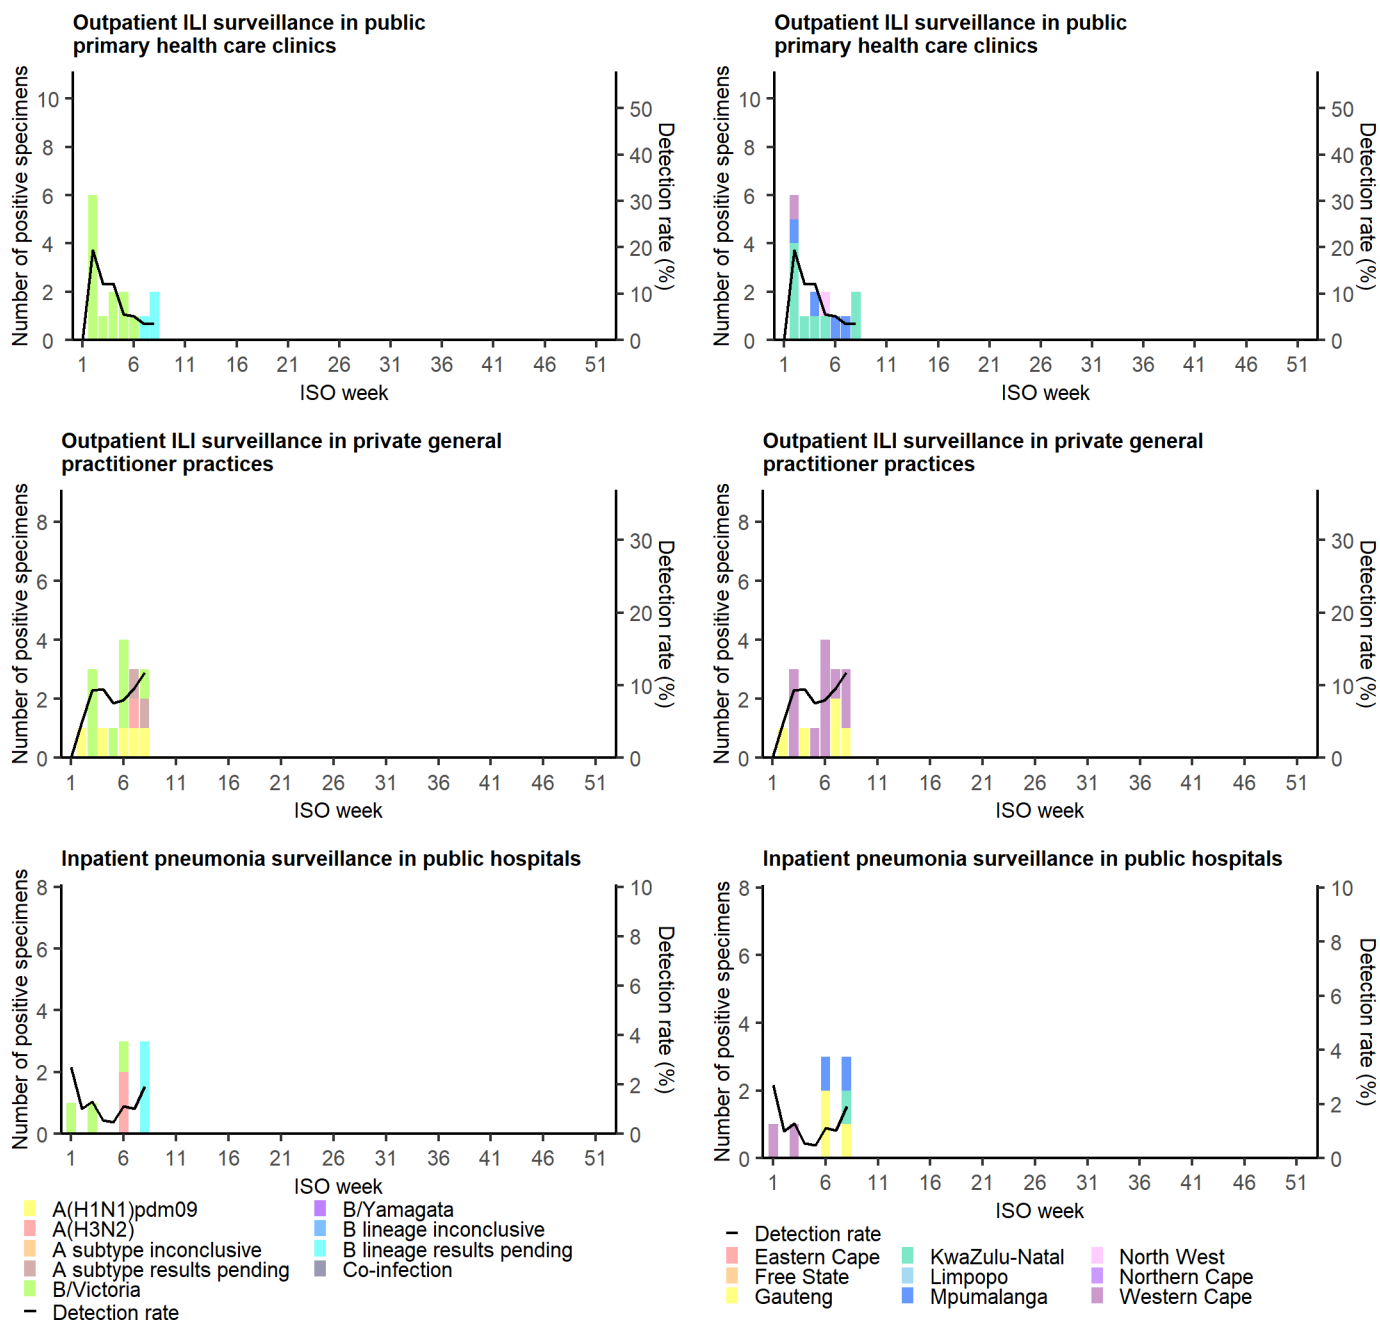 Outpatient ILI surveillance in public
primary health care clinics
Number of positive specimens
10
8
6
4
2
0
50
40
30
20
10
0
Detection rate (%)
1 6 11 16 21 26 31 36 41 46 51
ISO week
Outpatient ILI surveillance in public
primary health care clinics
Number of positive specimens
10
8
6
4
2
0
50
40
30
20
10
0
Detection rate (%)
1 6 11 16 21 26 31 36 41 46 51
ISO week
Outpatient ILI surveillance in private general
practitioner practices
Number of positive specimens
8
6
4
2
0
30
20
10
0
Detection rate (%)
1 6 11 16 21 26 31 36 41 46 51
ISO week
Outpatient ILI surveillance in private general
practitioner practices
Number of positive specimens
8
6
4
2
0
30
20
10
0
Detection rate (%)
1 6 11 16 21 26 31 36 41 46 51
ISO week
Inpatient pneumonia surveillance in public hospitals
Number of positive specimens
8
6
4
2
0
10
8
6
4
2
0
Detection rate (%)
1 6 11 16 21 26 31 36 41 46 51
ISO week
A(H1N1)pdm09
A(H3N2)
A subtype inconclusive
A subtype results pending
B/Victoria
Detection rate
B/Yamagata
B lineage inconclusive
B lineage results pending
Co-infection
Inpatient pneumonia surveillance in public hospitals
Number of positive specimens
8
6
4
2
0
10
8
6
4
2
0
Detection rate (%)
1 6 11 16 21 26 31 36 41 46 51
ISO week
Detection rate
Eastern Cape
Free State
Gauteng
KwaZulu-Natal
Limpopo
Mpumalanga
North West
Northern Cape
Western Cape